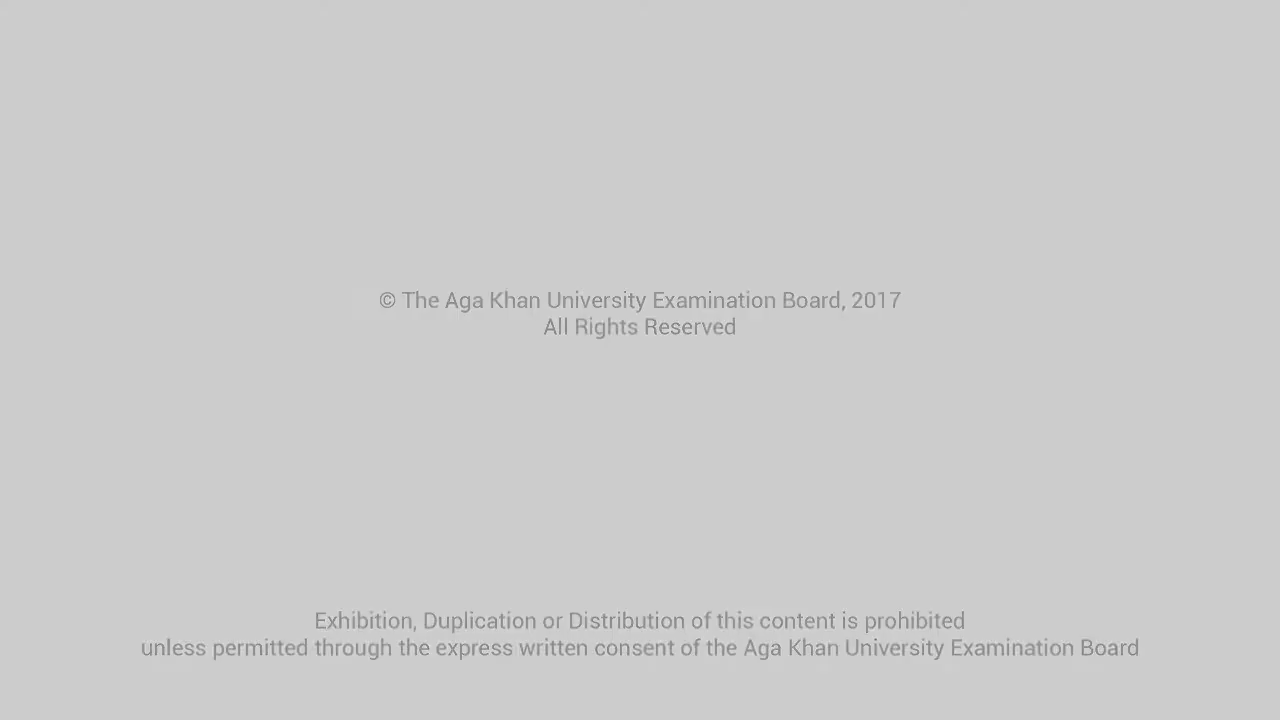 © The Aga Khan University Examination Board, 2017
All Rights Reserved
Exhibition, Duplication or Distribution of this content is prohibited
unless permitted through the express written consent of the Aga Khan University Examination Board